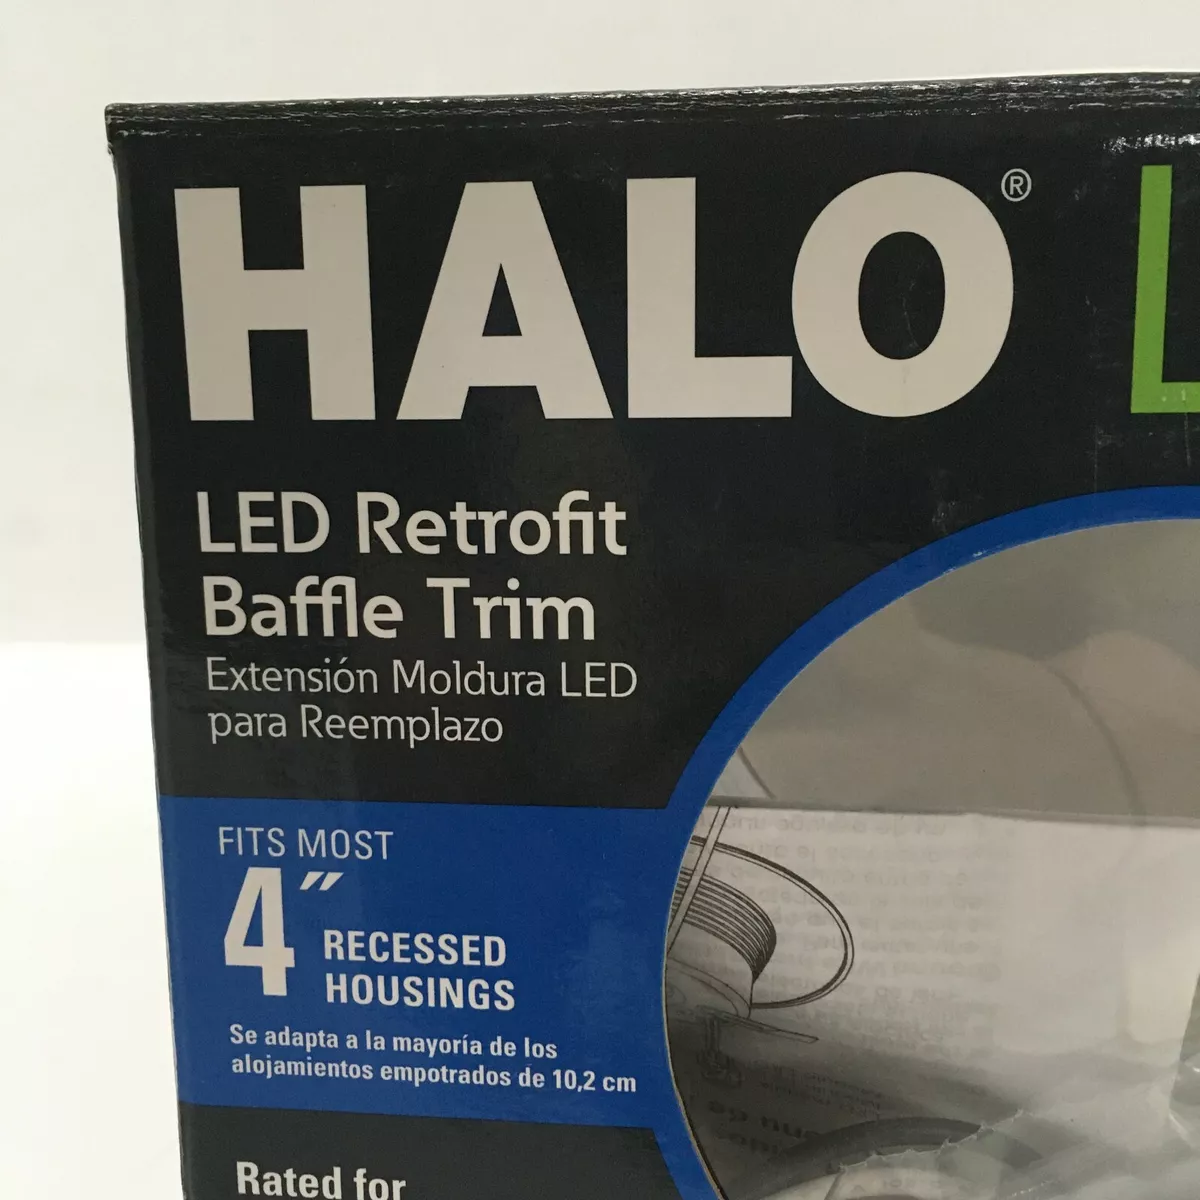 HALO® L
LED Retrofit
Baffle Trim
Extensión Moldura LED
para Reemplazo
FITS MOST
4″ RECESSED
HOUSINGS
Se adapta a la mayoría de los
alojamientos empotrados de 10,2 cm
Rated for